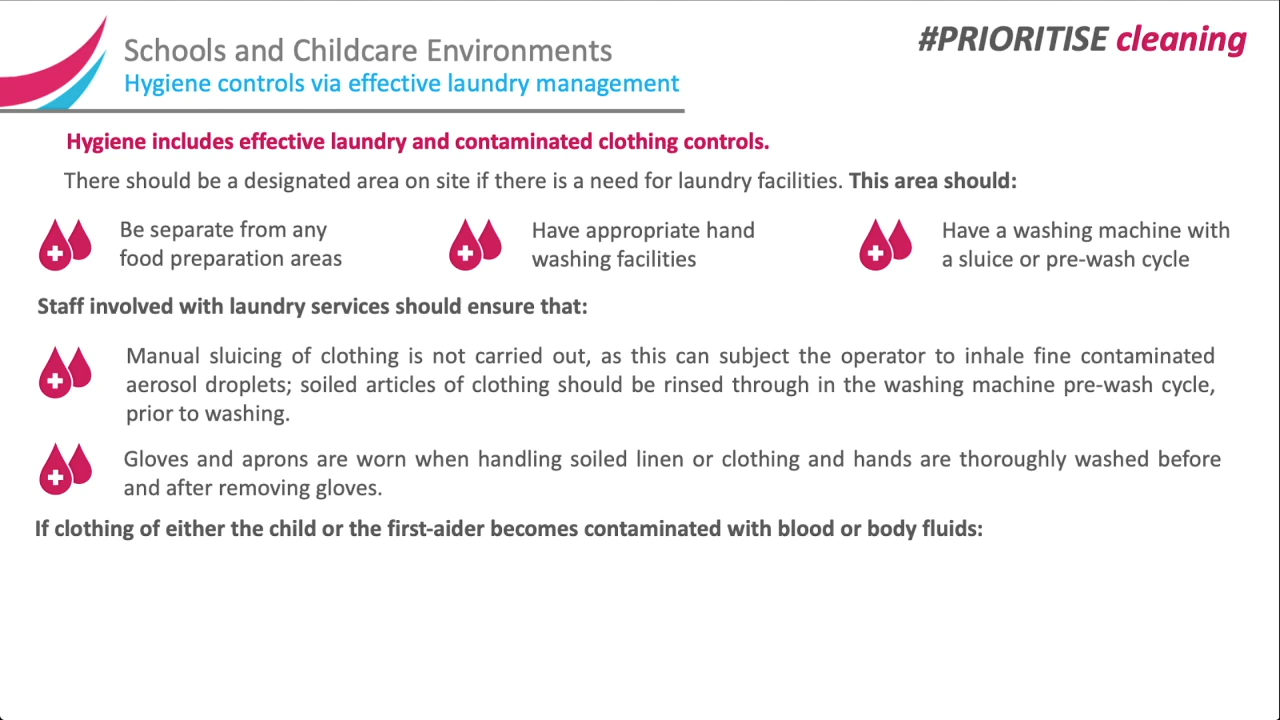 Schools and Childcare Environments
#PRIORITISE cleaning
Hygiene controls via effective laundry management
Hygiene includes effective laundry and contaminated clothing controls.
There should be a designated area on site if there is a need for laundry facilities. This area should:
Be separate from any
food preparation areas
Have appropriate hand
washing facilities
Have a washing machine with
a sluice or pre-wash cycle
Staff involved with laundry services should ensure that:
Manual sluicing of clothing is not carried out, as this can subject the operator to inhale fine contaminated
aerosol droplets; soiled articles of clothing should be rinsed through in the washing machine pre-wash cycle,
prior to washing.
Gloves and aprons are worn when handling soiled linen or clothing and hands are thoroughly washed before
and after removing gloves.
If clothing of either the child or the first-aider becomes contaminated with blood or body fluids: